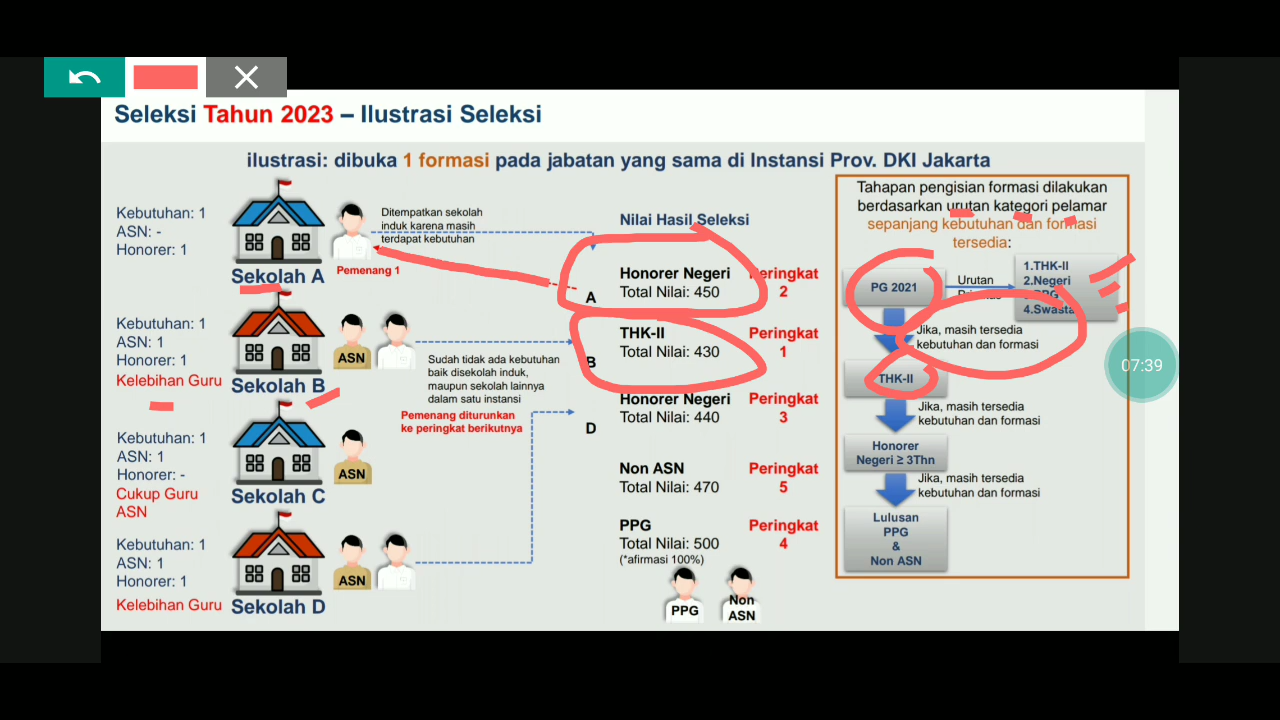 Seleksi Tahun 2023 – Ilustrasi Seleksi
ilustrasi: dibuka 1 formasi pada jabatan yang sama di Instansi Prov. DKI Jakarta
Kebutuhan: 1
ASN: -
Honorer: 1
Sekolah A
Pemenang 1
Ditempatkan sekolah
induk karena masih
terdapat kebutuhan
Kebutuhan: 1
ASN: 1
Honorer: 1
Kelebihan Guru
Sekolah B
ASN
Sudah tidak ada kebutuhan
baik disekolah induk,
maupun sekolah lainnya
dalam satu instansi
Pemenang diturunkan
ke peringkat berikutnya
Kebutuhan: 1
ASN: 1
Honorer: -
Cukup Guru
ASN
Sekolah C
ASN
Kebutuhan: 1
ASN: 1
Honorer: 1
Kelebihan Guru
Sekolah D
ASN
Nilai Hasil Seleksi
A
Honorer Negeri
Total Nilai: 450
Peringkat
2
B
THK-II
Total Nilai: 430
Peringkat
1
D
Honorer Negeri
Total Nilai: 440
Peringkat
3
Non ASN
Total Nilai: 470
Peringkat
5
PPG
Total Nilai: 500
(*afirmasi 100%)
Peringkat
4
PPG
Non
ASN
Tahapan pengisian formasi dilakukan
berdasarkan urutan kategori pelamar
sepanjang kebutuhan dan formasi
tersedia:
PG 2021
Urutan
1.THK-II
2.Negeri
4.Swasta
Jika, masih tersedia
kebutuhan dan formasi
THK-II
Jika, masih tersedia
kebutuhan dan formasi
Honorer
Negeri ≥ 3Thn
Jika, masih tersedia
kebutuhan dan formasi
Lulusan
PPG
&
Non ASN
07:39